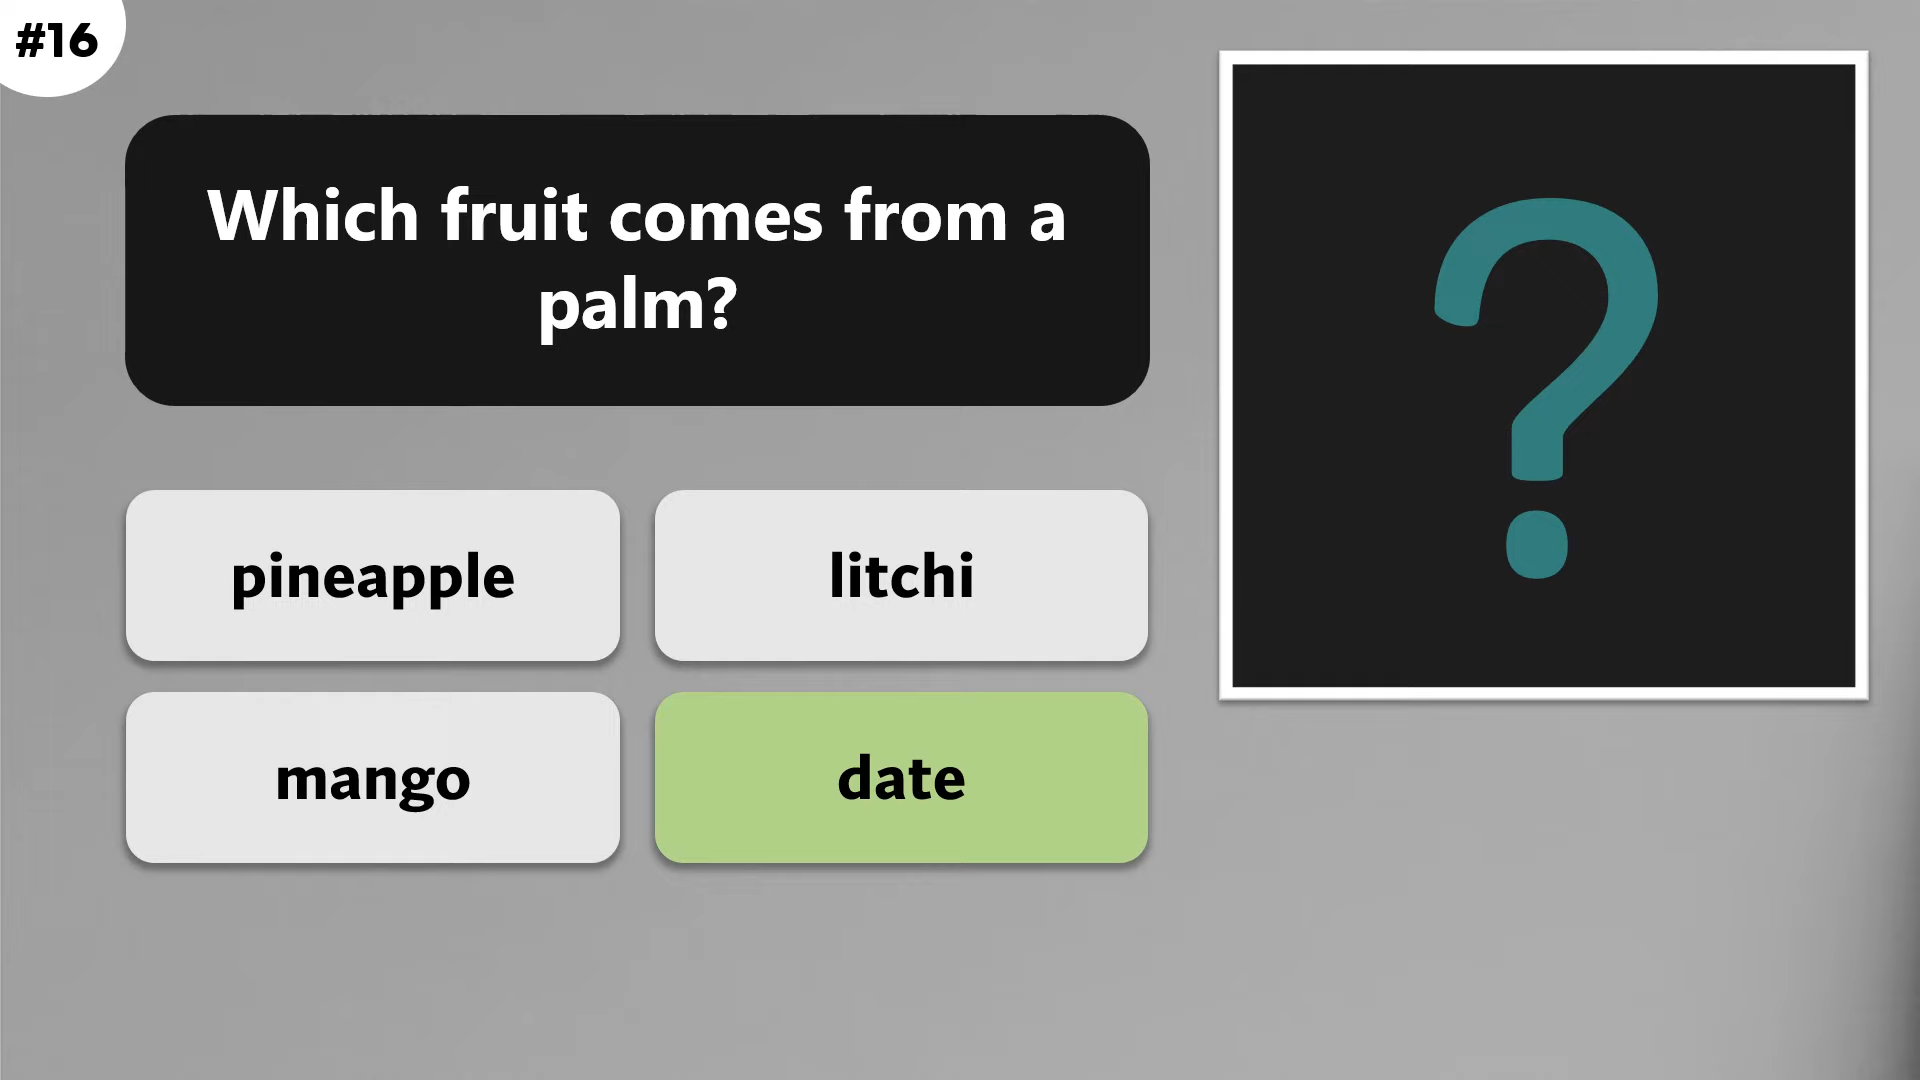 #16
Which fruit comes from a
palm?
pineapple
litchi
mango
date
?